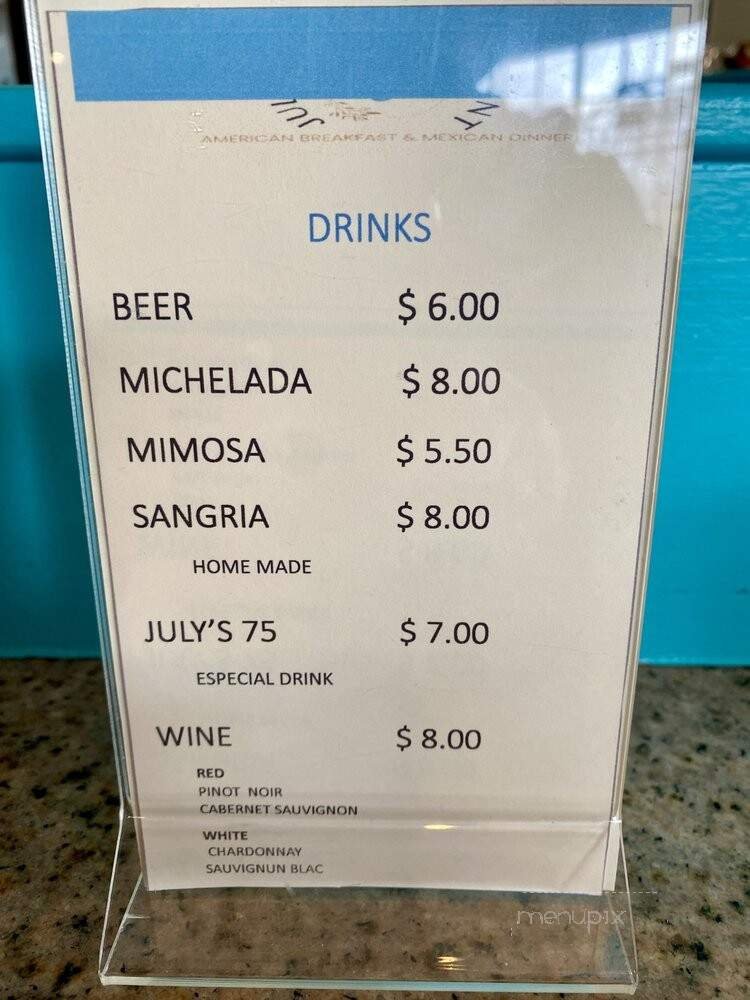 JUL NT
AMERICAN BREAKFAST & MEXICAN DINNER
DRINKS
BEER $ 6.00
MICHELADA $ 8.00
MIMOSA $ 5.50
SANGRIA $ 8.00
HOME MADE
JULY'S 75 $ 7.00
ESPECIAL DRINK
WINE $ 8.00
RED
PINOT NOIR
CABERNET SAUVIGNON
WHITE
CHARDONNAY
SAUVIGNUN BLAC
menupix